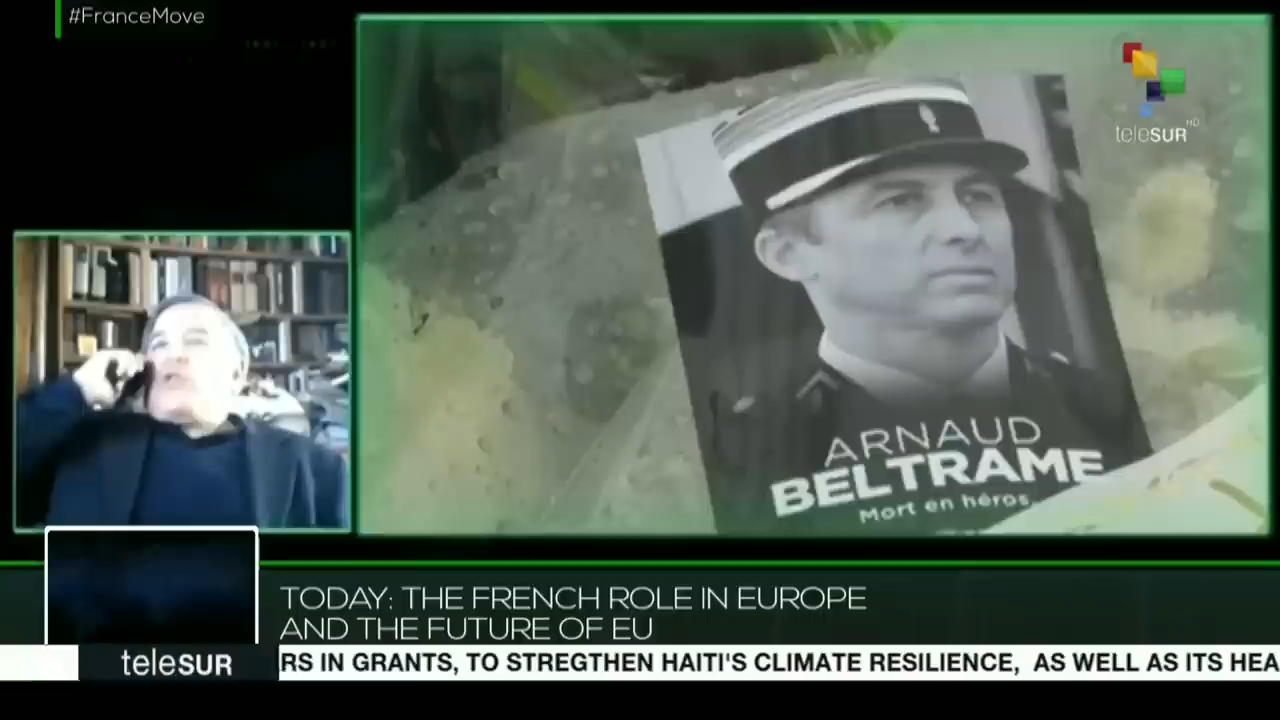 #FranceMove
teleSUR HD
ARNAUD
BELTRAME
Mort en héros
TODAY: THE FRENCH ROLE IN EUROPE
AND THE FUTURE OF EU
teleSUR
RS IN GRANTS, TO STREGTHEN HAITI'S CLIMATE RESILIENCE, AS WELL AS ITS HEA